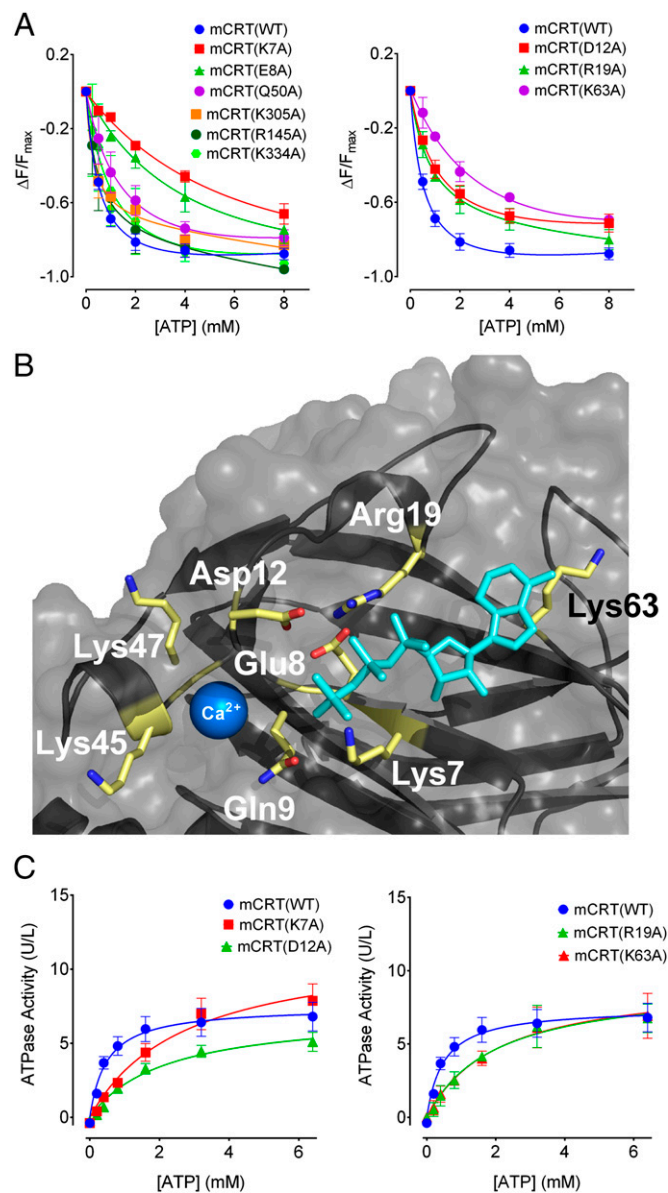 A
mCRT(WT)
mCRT(K7A)
mCRT(E8A)
mCRT(Q50A)
mCRT(K305A)
mCRT(R145A)
mCRT(K334A)
0.2
-0.2
-0.6
-1.0
ΔF/Fmax
0 2 4 6 8
[ATP] (mM)
mCRT(WT)
mCRT(D12A)
mCRT(R19A)
mCRT(K63A)
0.2
-0.2
-0.6
-1.0
ΔF/Fmax
0 2 4 6 8
[ATP] (mM)
B
Arg19
Asp12
Lys63
Lys47
Glu8
Ca2+
Lys45
Lys7
Gln9
C
mCRT(WT)
mCRT(K7A)
mCRT(D12A)
15
10
5
0
ATPase Activity (U/L)
0 2 4 6
[ATP] (mM)
mCRT(WT)
mCRT(R19A)
mCRT(K63A)
15
10
5
0
ATPase Activity (U/L)
0 2 4 6
[ATP] (mM)